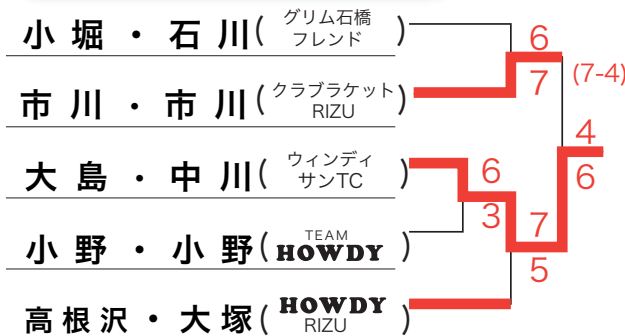 小堀・石川(グリム石橋
フレンド)
6
7
(7-4)
市川・市川(クラブラケット
RIZU)
4
6
大島・中川(ウィンディ
サンTC)
6
3
小野・小野(TEAM
HOWDY)
7
5
高根沢・大塚(HOWDY
RIZU)